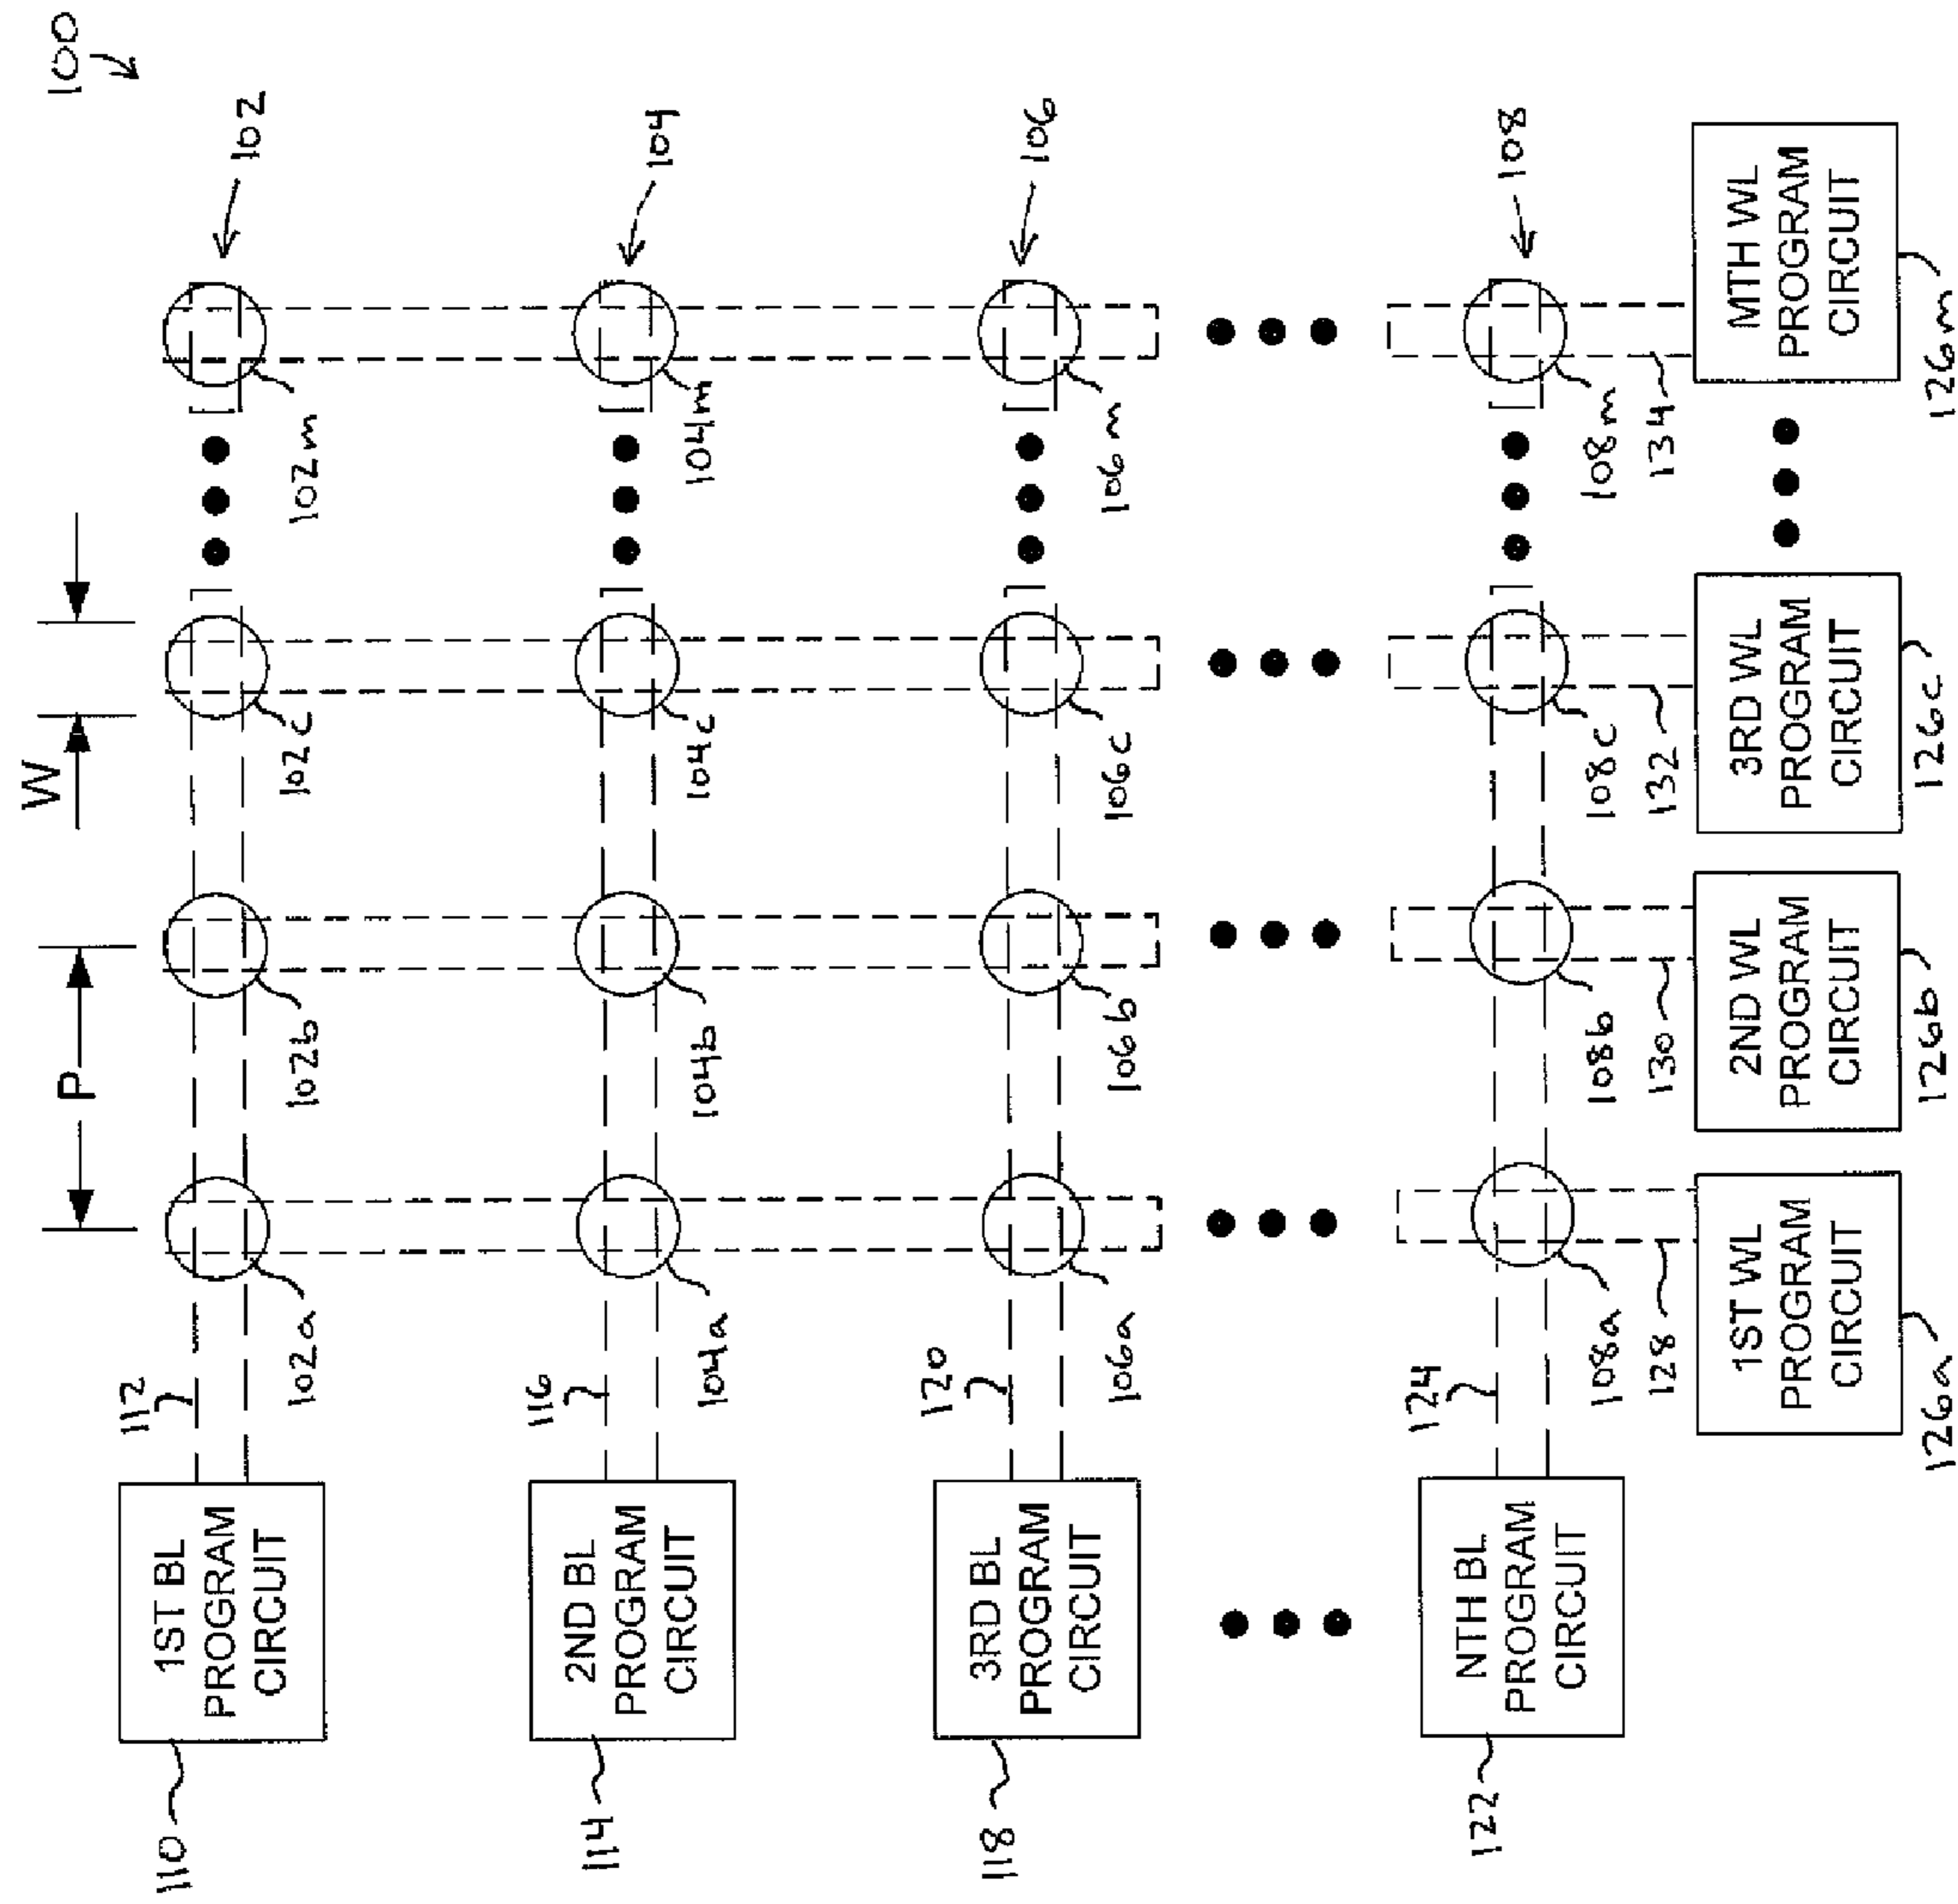 100
W
P
102
104
106
108
112
102a
102b
102c
102m
116
104a
104b
104c
104m
120
106a
106b
106c
106m
124
108a
108b
108c
108m
128
130
132
134
1ST BL
PROGRAM
CIRCUIT
110
2ND BL
PROGRAM
CIRCUIT
114
3RD BL
PROGRAM
CIRCUIT
118
NTH BL
PROGRAM
CIRCUIT
122
1ST WL
PROGRAM
CIRCUIT
126a
2ND WL
PROGRAM
CIRCUIT
126b
3RD WL
PROGRAM
CIRCUIT
126c
MTH WL
PROGRAM
CIRCUIT
126m